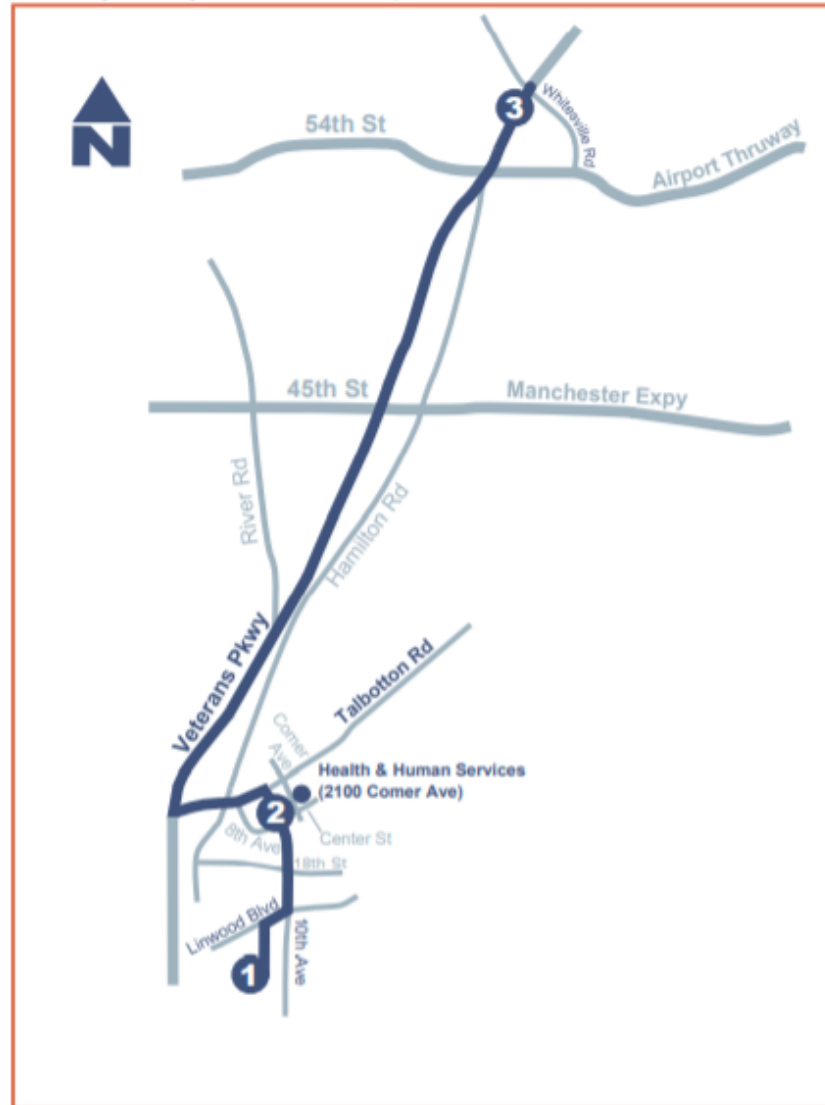 3
Whitesville Rd
54th St
N
Airport Thruway
45th St
Manchester Expy
River Rd
Hamilton Rd
Veterans Pkwy
Talbotton Rd
Comer
Ave
Health & Human Services
(2100 Comer Ave)
2
8th Ave
Center St
18th St
Linwood Blvd
10th Ave
1